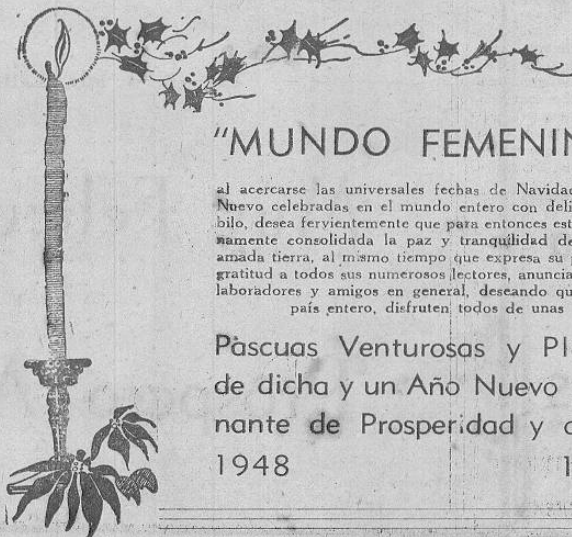 "MUNDO FEMENIN
al acercarse las universales fechas de Navidad
Nuevo celebradas en el mundo entero con deli
bilo, desea fervientemente que para entonces est
namente consolidada la paz y tranquilidad de
amada tierra, al mismo tiempo que expresa su
gratitud a todos sus numerosos lectores, anuncia
laboradores y amigos en general, deseando qu
país entero, disfruten todos de unas
Pascuas Venturosas y Pl
de dicha y un Año Nuevo
nante de Prosperidad y
1948 1